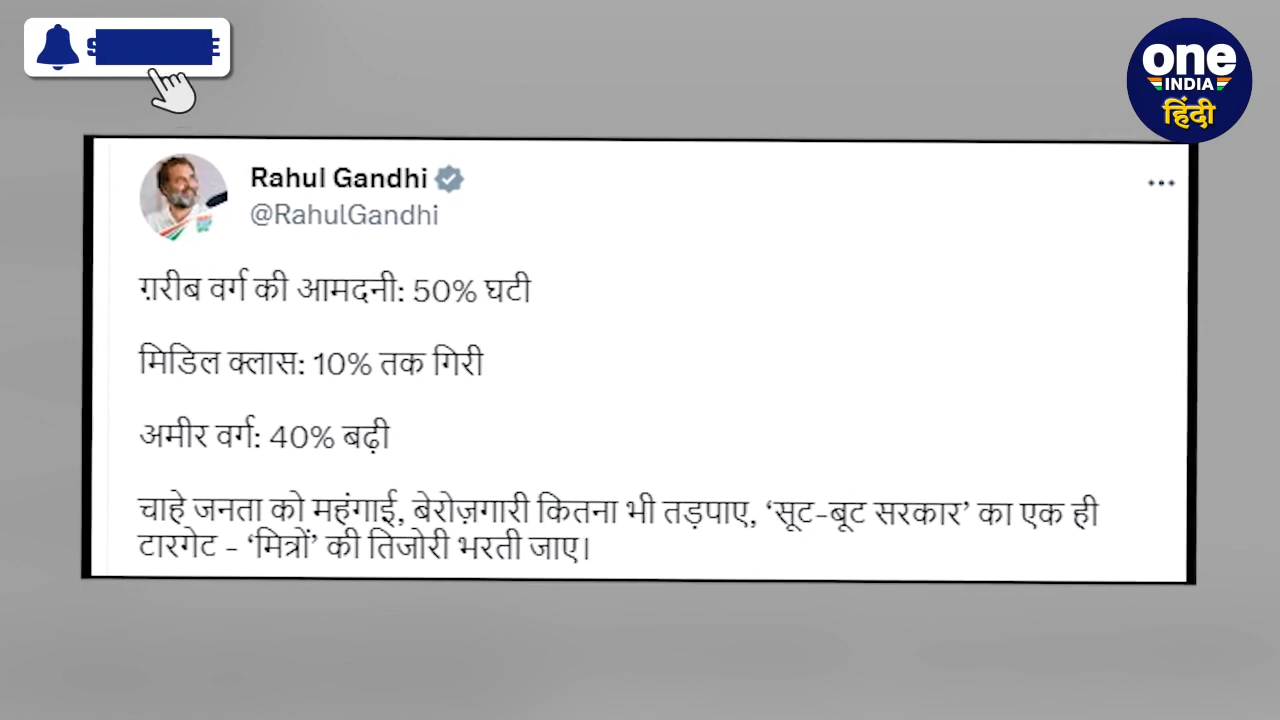 one
INDIA
हिंदी
Rahul Gandhi
@RahulGandhi
ग़रीब वर्ग की आमदनी: 50% घटी
मिडिल क्लास: 10% तक गिरी
अमीर वर्ग: 40% बढ़ी
चाहे जनता को महंगाई, बेरोज़गारी कितना भी तड़पाए, ‘सूट-बूट सरकार’ का एक ही
टारगेट - ‘मित्रों’ की तिजोरी भरती जाए।